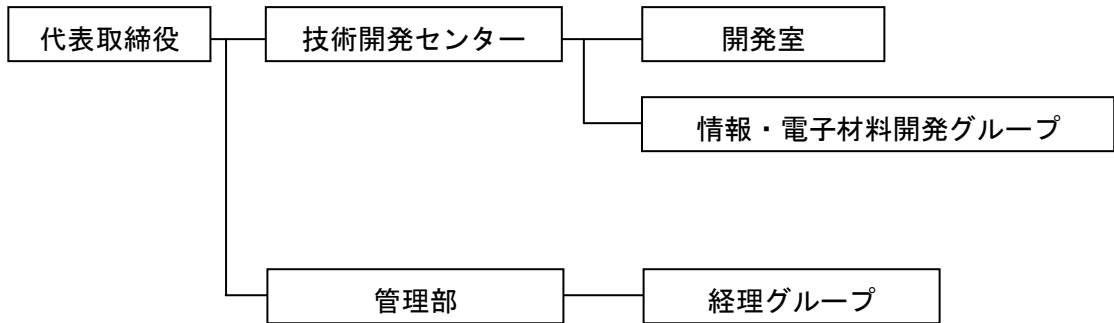 代表取締役
技術開発センター
開発室
情報・電子材料開発グループ
管理部
経理グループ